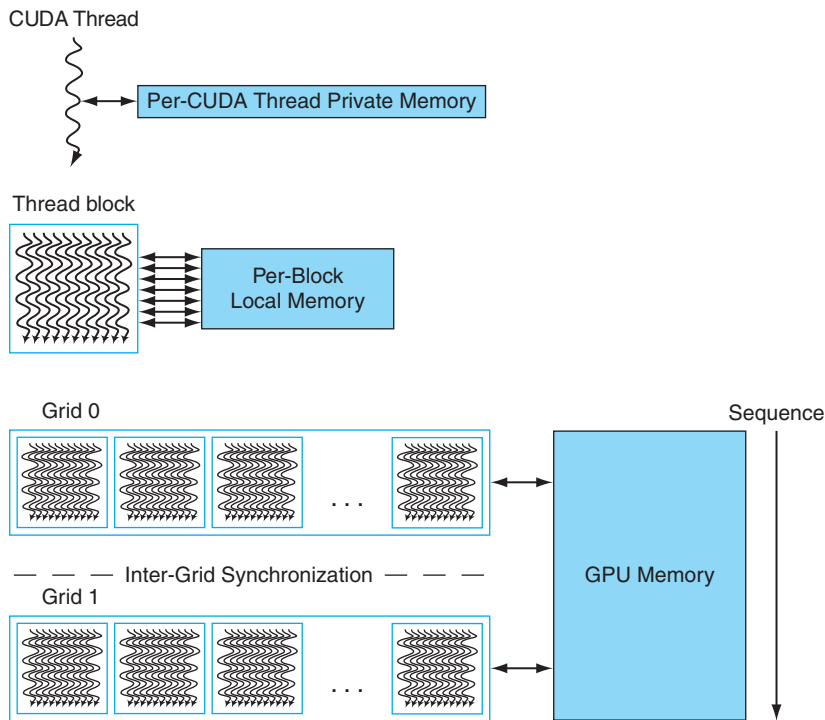 CUDA Thread
Per-CUDA Thread Private Memory
Thread block
Per-Block
Local Memory
Grid 0
Sequence
. . .
Inter-Grid Synchronization
GPU Memory
Grid 1
. . .